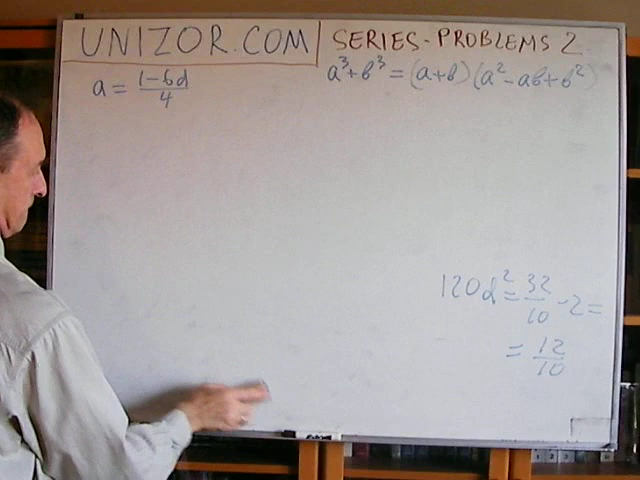 UNIZOR.COM
SERIES-PROBLEMS 2
a = (1-6d)/4
a³+b³=(a+b)(a²-ab+b²)
120d² = 32/10 - 2 =
= 12/10